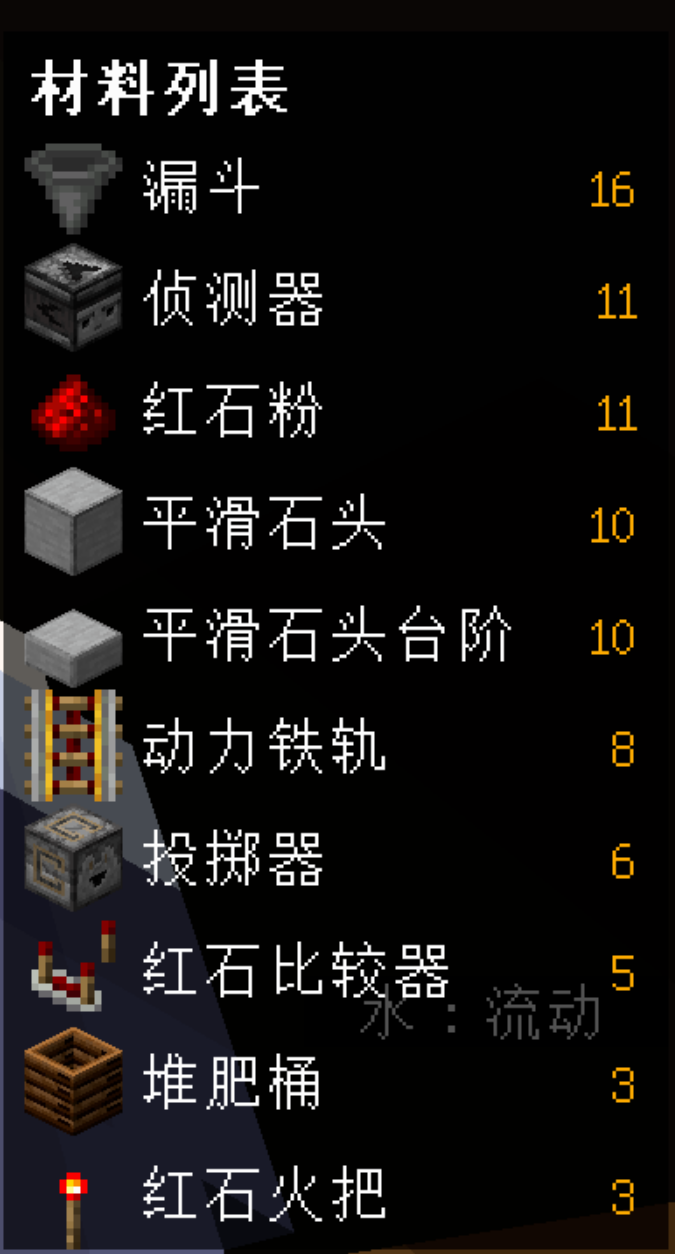 材料列表
漏斗 16
侦测器 11
红石粉 11
平滑石头 10
平滑石头台阶 10
动力铁轨 8
投掷器 6
红石比较器 5
水：流动
堆肥桶 3
红石火把 3